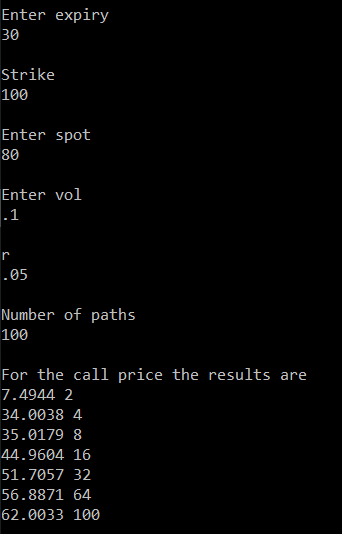 Enter expiry
30
Strike
100
Enter spot
80
Enter vol
.1
r
.05
Number of paths
100
For the call price the results are
7.4944 2
34.0038 4
35.0179 8
44.9604 16
51.7057 32
56.8871 64
62.0033 100